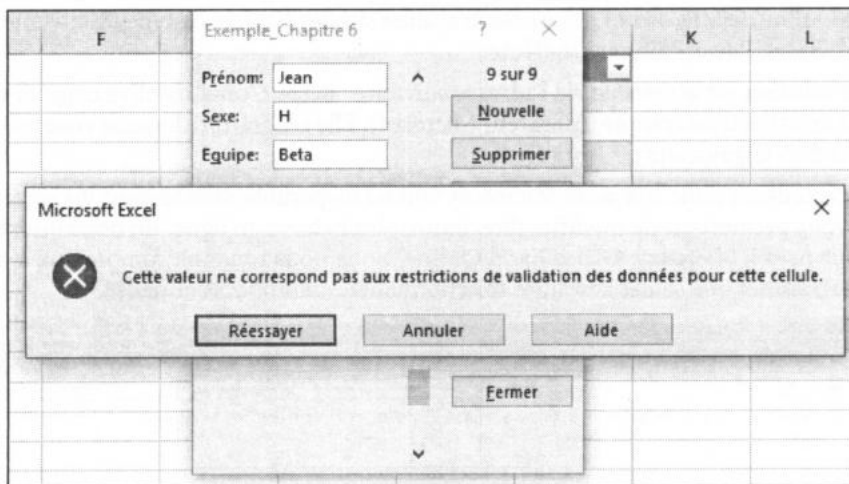 F K L
Exemple_Chapitre 6 ? ×
Prénom: Jean 9 sur 9
Sexe: H Nouvelle
Equipe: Beta Supprimer
Microsoft Excel ×
Cette valeur ne correspond pas aux restrictions de validation des données pour cette cellule.
Réessayer Annuler Aide
Fermer